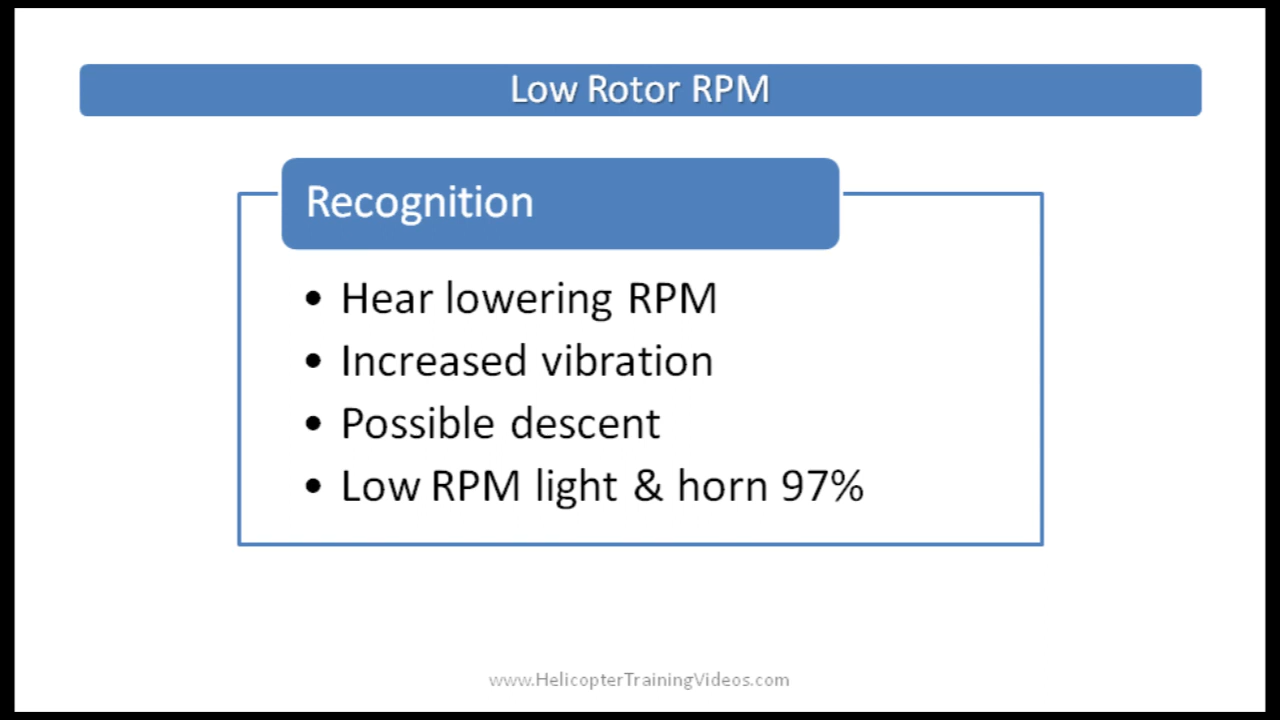 Low Rotor RPM
Recognition
• Hear lowering RPM
• Increased vibration
• Possible descent
• Low RPM light & horn 97%
www.HelicopterTrainingVideos.com